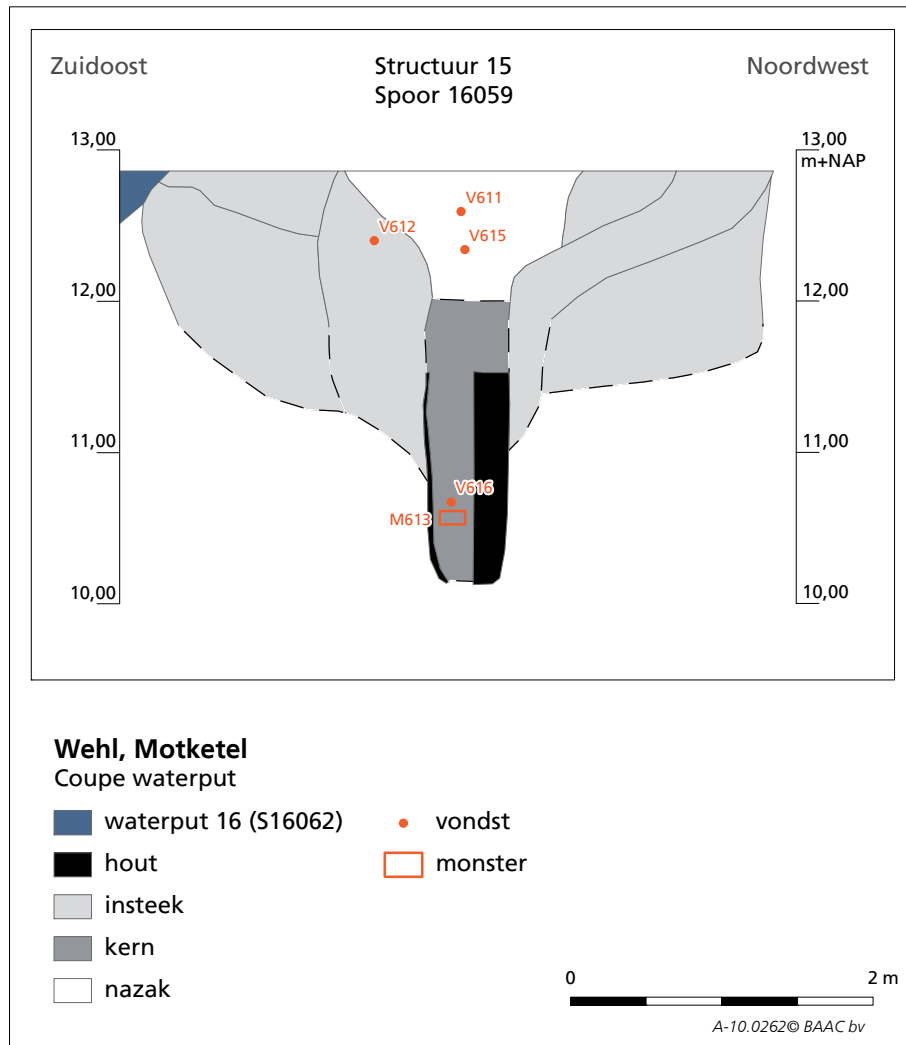 Zuidoost
Structuur 15
Spoor 16059
Noordwest
13,00
13,00
m+NAP
V611
V612
V615
12,00
12,00
11,00
11,00
V616
M613
10,00
10,00
Wehl, Motketel
Coupe waterput
waterput 16 (S16062)
vondst
hout
monster
insteek
kern
nazak
0
2 m
A-10.0262© BAAC bv